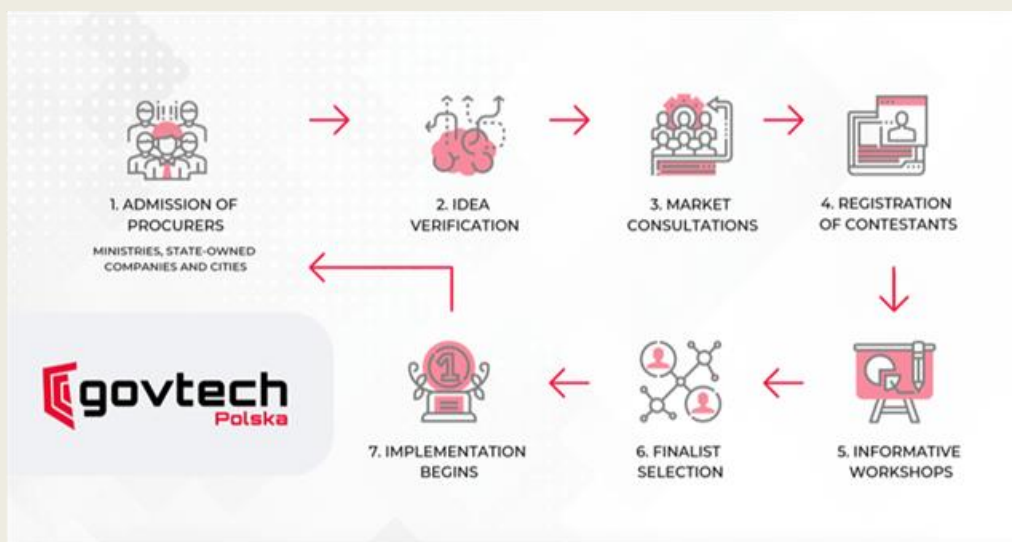 1. ADMISSION OF
PROCURERS
MINISTRIES, STATE-OWNED
COMPANIES AND CITIES
2. IDEA
VERIFICATION
3. MARKET
CONSULTATIONS
4. REGISTRATION
OF CONTESTANTS
5. INFORMATIVE
WORKSHOPS
6. FINALIST
SELECTION
7. IMPLEMENTATION
BEGINS
1
govtech
Polska